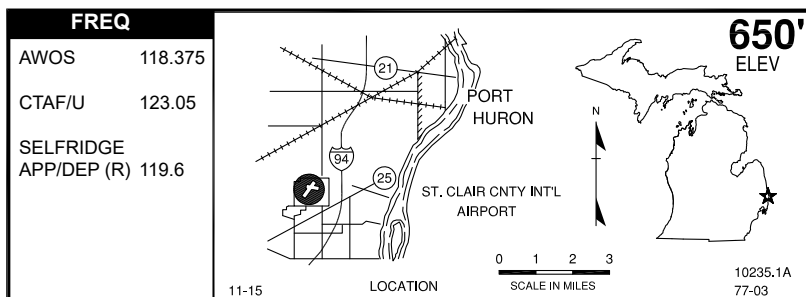 FREQ
AWOS 118.375
CTAF/U 123.05
SELFRIDGE
APP/DEP (R) 119.6
21
PORT
HURON
94
25
ST. CLAIR CNTY INT'L
AIRPORT
N
650'
ELEV
0 1 2 3
SCALE IN MILES
11-15
LOCATION
10235.1A
77-03